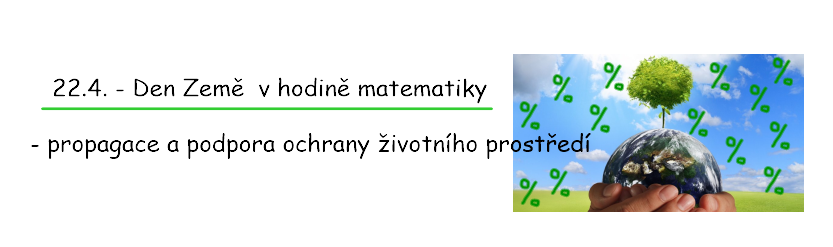 22.4. - Den Země v hodině matematiky
- propagace a podpora ochrany životního prostředí
% % % % % % % % % % % % %